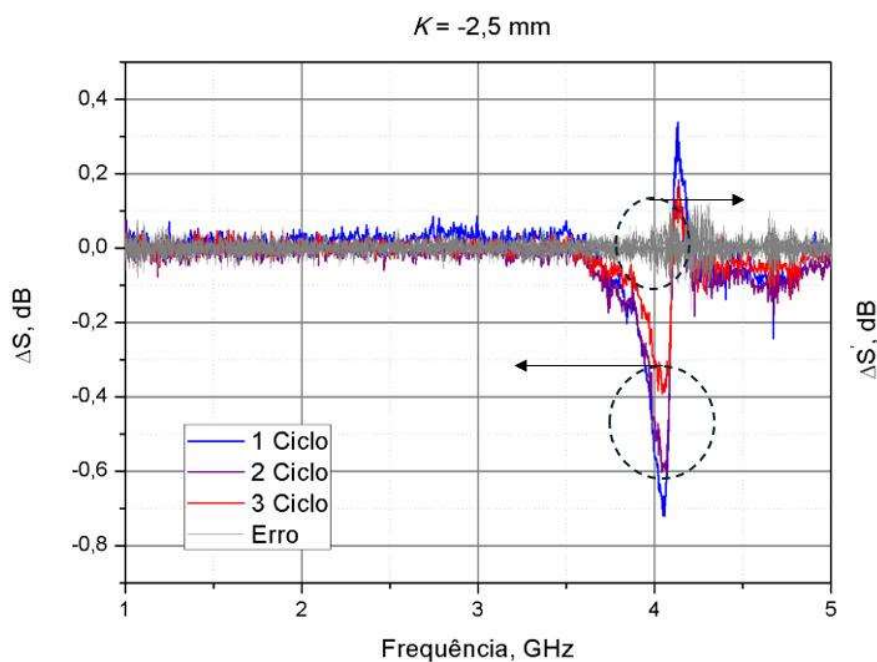 K = -2,5 mm
0,4
0,2
0,0
-0,2
-0,4
-0,6
-0,8
ΔS, dB
ΔS', dB
1 Ciclo
2 Ciclo
3 Ciclo
Erro
1 2 3 4 5
Frequência, GHz